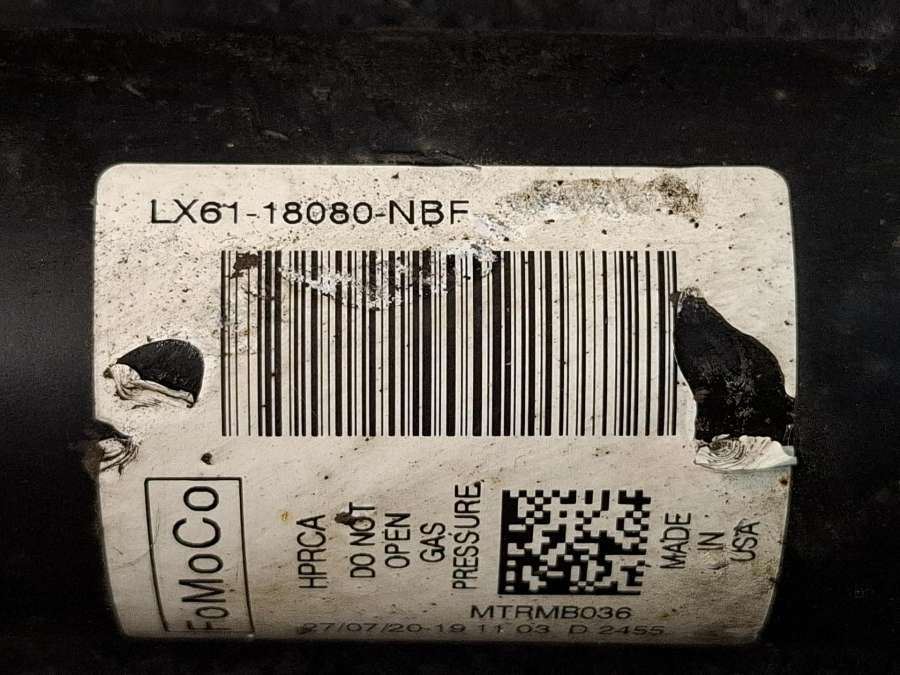 LX61-18080-NBF
FoMoCo
HPRCA
DO NOT
OPEN
GAS
PRESSURE
MADE
IN
USA
MTRMB036
27/07/20-19 11 03 D 2455